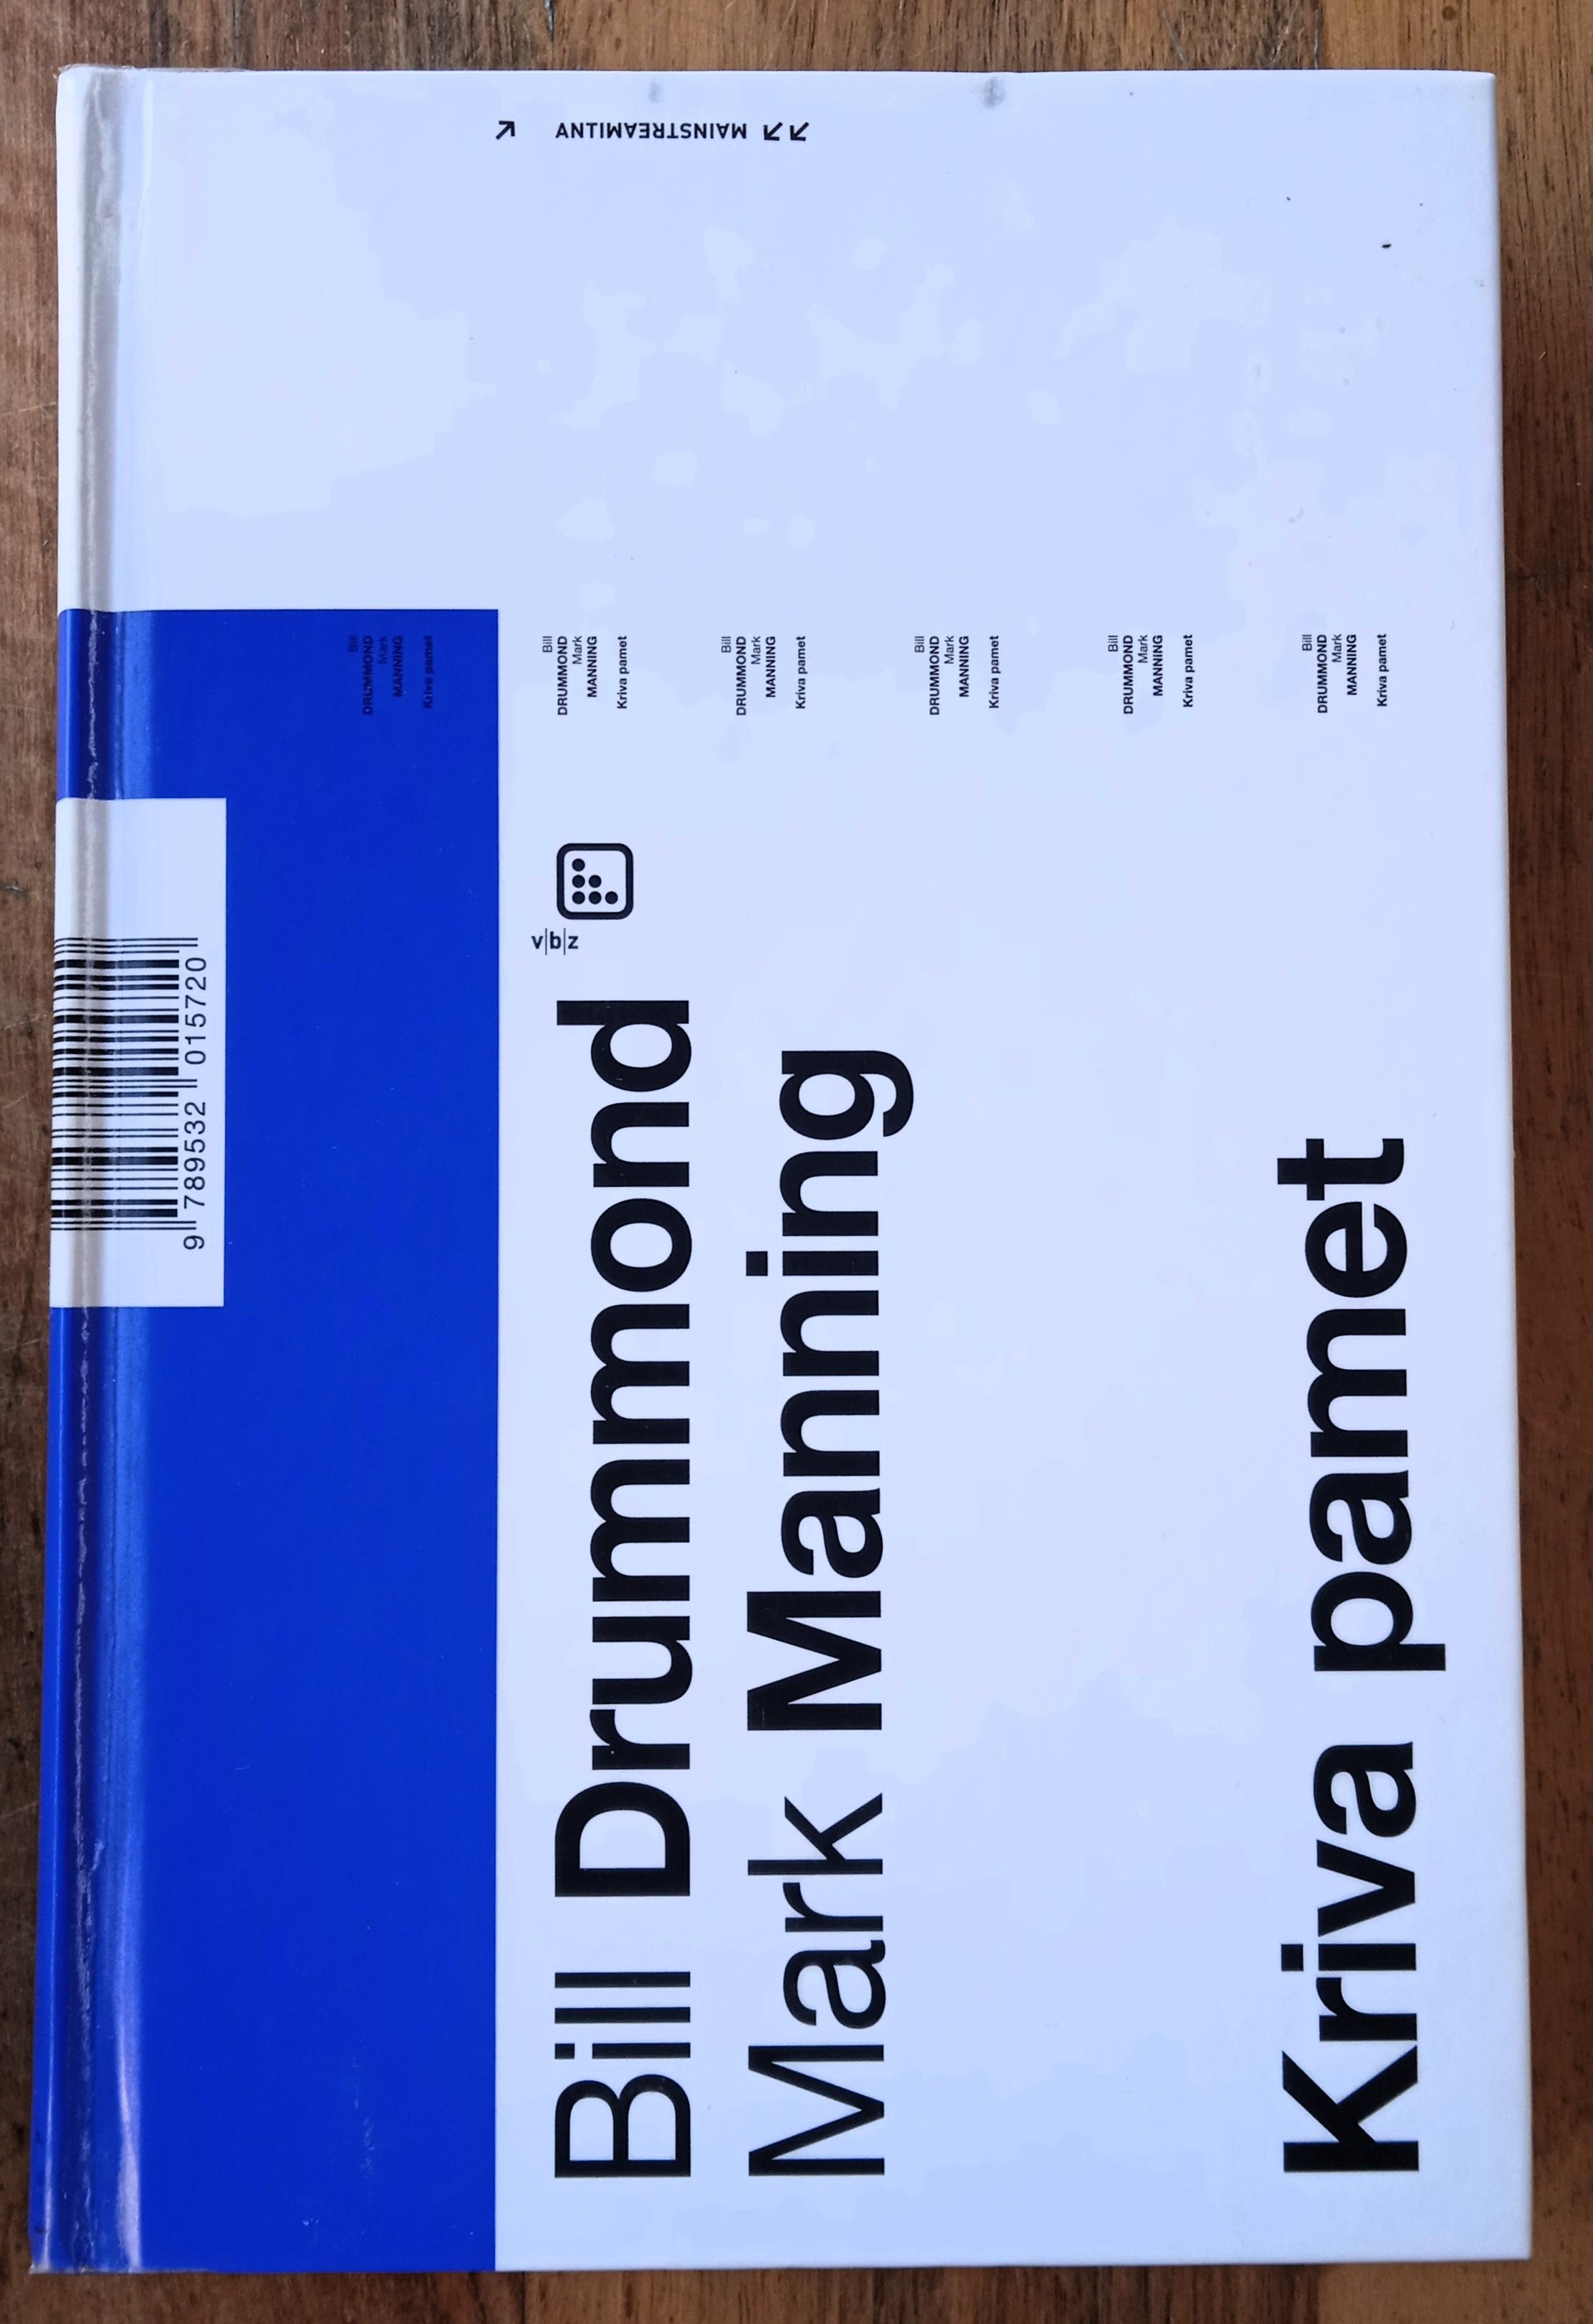 ANTIMAINSTREAM
Bill
DRUMMOND
Mark
MANNING
Kriva pamet
Bill
DRUMMOND
Mark
MANNING
Kriva pamet
Bill
DRUMMOND
Mark
MANNING
Kriva pamet
Bill
DRUMMOND
Mark
MANNING
Kriva pamet
Bill
DRUMMOND
Mark
MANNING
Kriva pamet
Bill
DRUMMOND
Mark
MANNING
Kriva pamet
9 789532 015720
v|b|z
Bill Drummond
Mark Manning
Kriva pamet